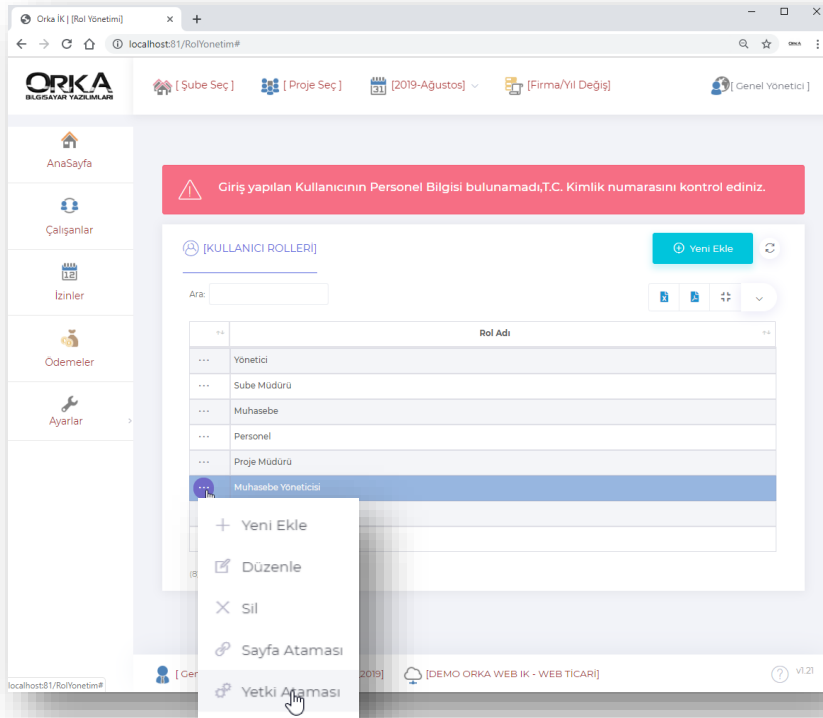 Orka İK | [Rol Yönetimi]
localhost:81/RolYonetim#
ORKA
BİLGİSAYAR YAZILIMLARI
[ Şube Seç ]
[ Proje Seç ]
[2019-Ağustos]
[Firma/Yıl Değiş]
[ Genel Yönetici ]
AnaSayfa
Çalışanlar
İzinler
Ödemeler
Ayarlar
Giriş yapılan Kullanıcının Personel Bilgisi bulunamadı,T.C. Kimlik numarasını kontrol ediniz.
[KULLANICI ROLLERİ]
Yeni Ekle
Ara:
Rol Adı
Yönetici
Sube Müdürü
Muhasebe
Personel
Proje Müdürü
Muhasebe Yöneticisi
Yeni Ekle
Düzenle
Sil
Sayfa Ataması
Yetki Ataması
[ Ger
2019]
[DEMO ORKA WEB IK - WEB TİCARİ]
v1.21
localhost:81/RolYonetim#